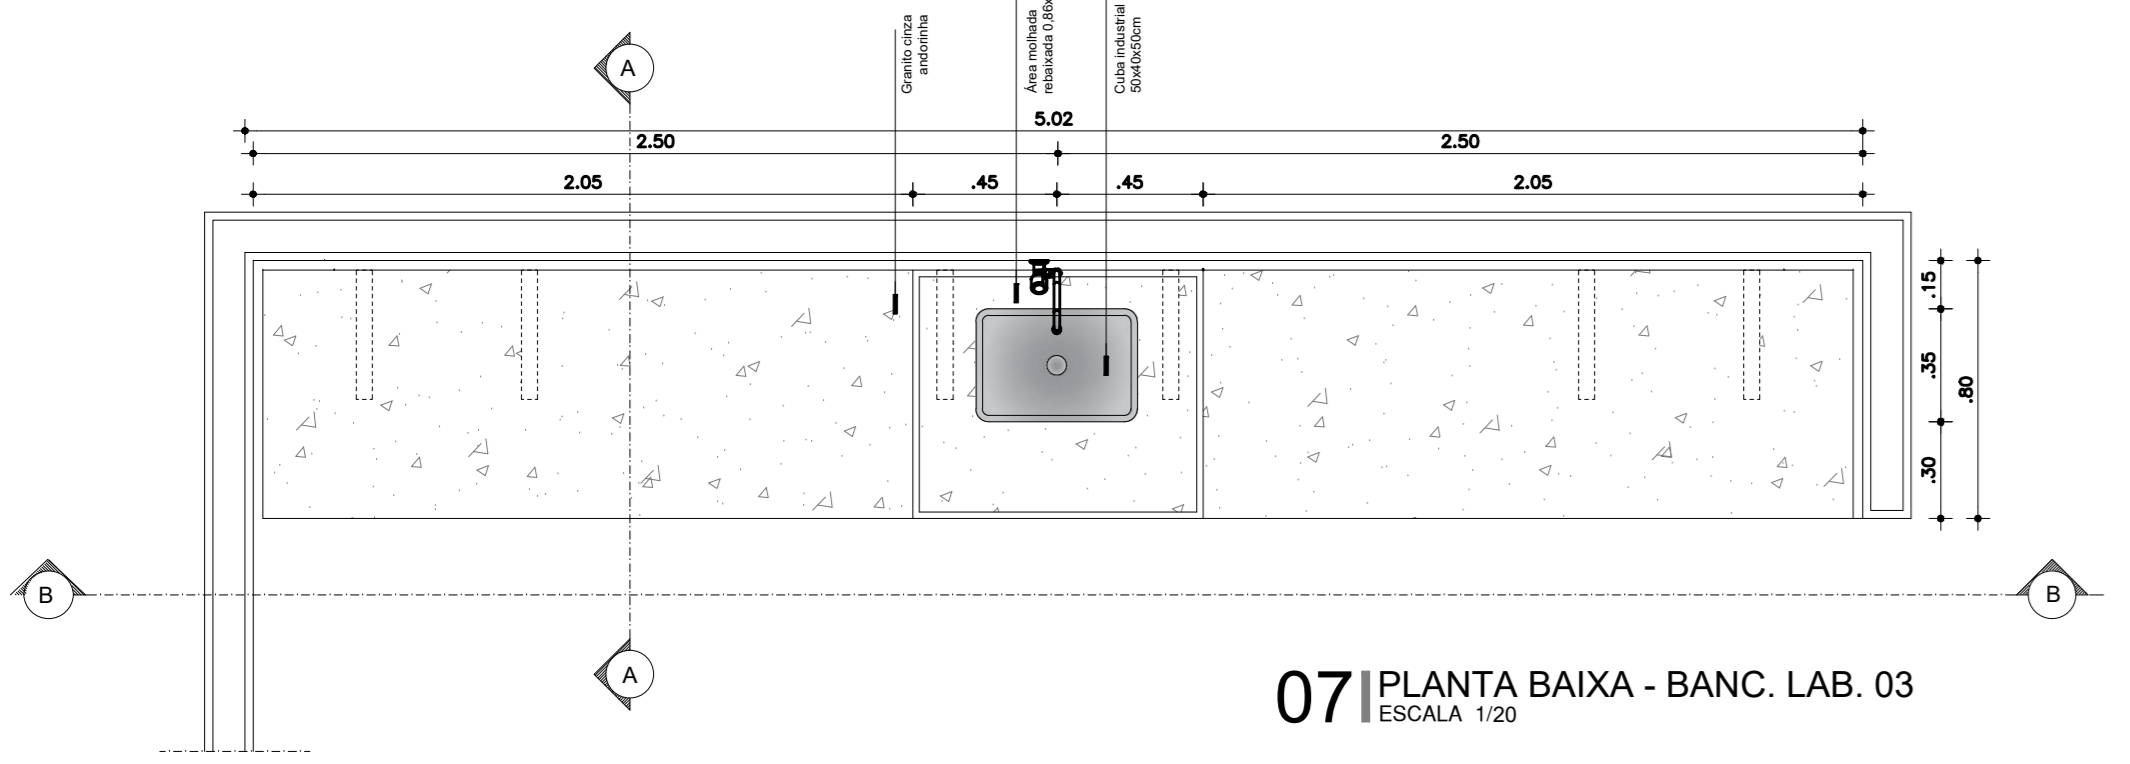 Granito cinza
andorinha
Área molhada
rebaixada 0,86x
Cuba industrial
50x40x50cm
A
5.02
2.50
2.50
2.05
.45
.45
2.05
.15
.35
.80
.30
B
B
A
07
PLANTA BAIXA - BANC. LAB. 03
ESCALA 1/20